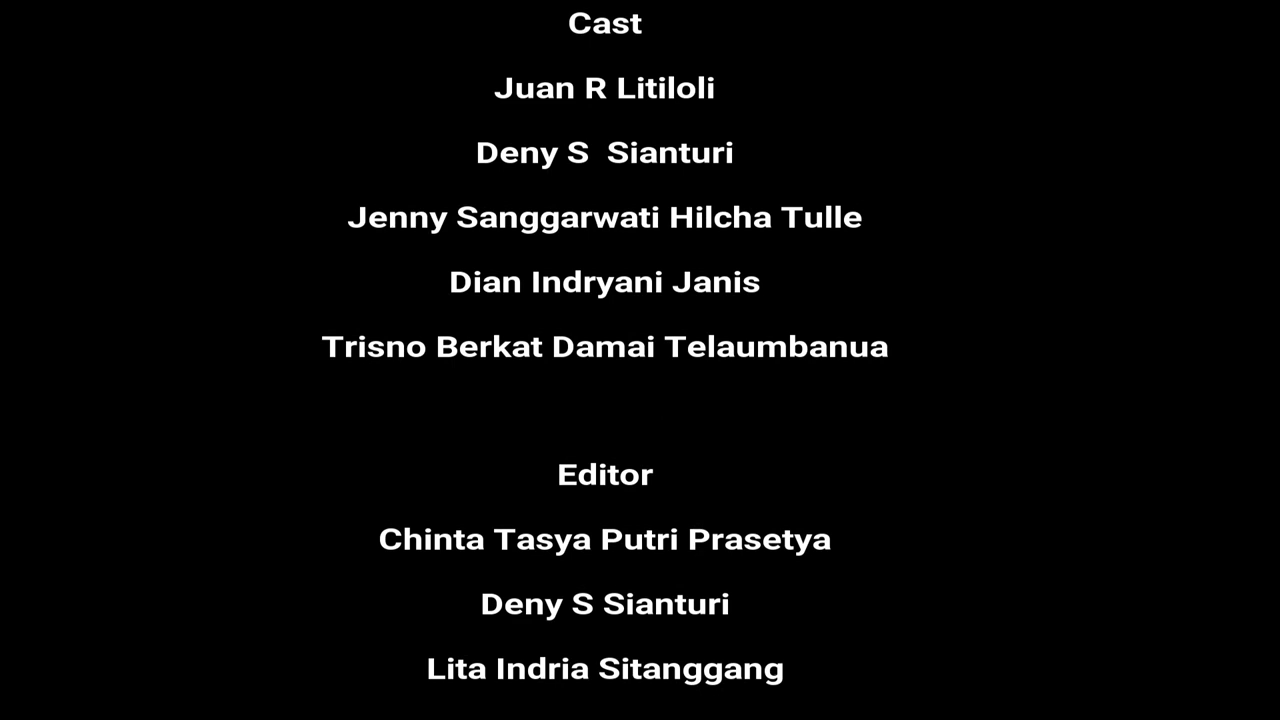 Cast
Juan R Litiloli
Deny S  Sianturi
Jenny Sanggarwati Hilcha Tulle
Dian Indryani Janis
Trisno Berkat Damai Telaumbanua
Editor
Chinta Tasya Putri Prasetya
Deny S Sianturi
Lita Indria Sitanggang